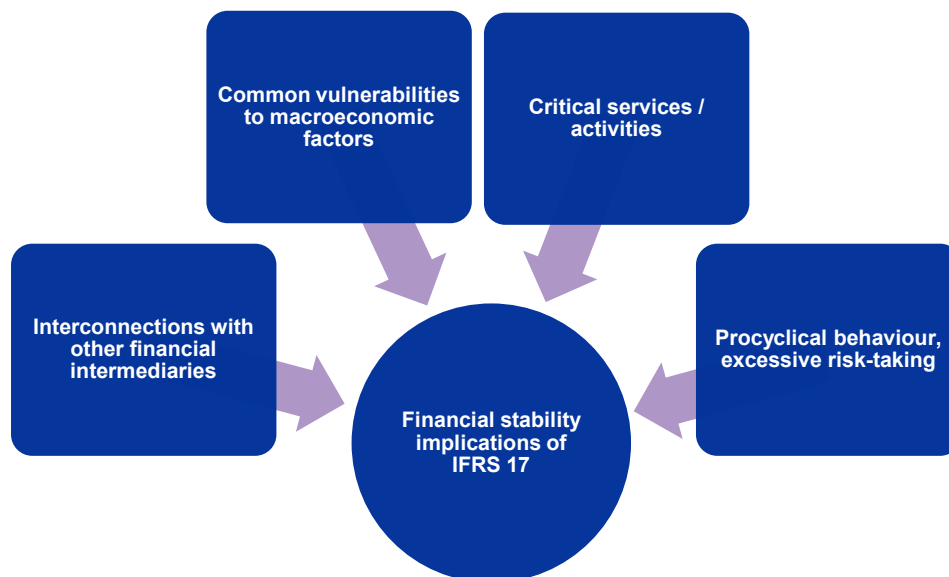 Common vulnerabilities
to macroeconomic
factors
Critical services /
activities
Interconnections with
other financial
intermediaries
Procyclical behaviour,
excessive risk-taking
Financial stability
implications of
IFRS 17